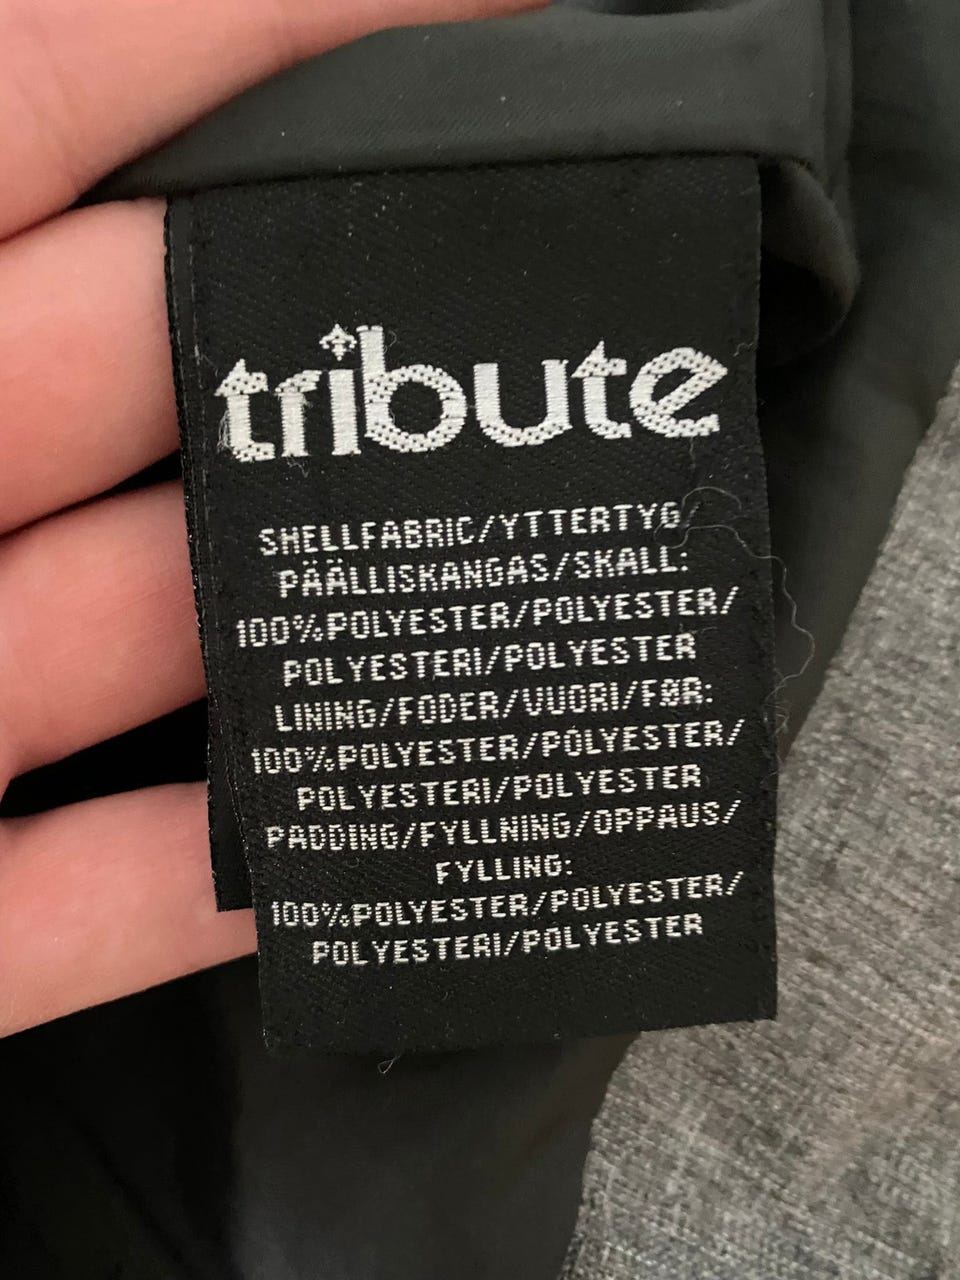 tribute
SHELLFABRIC/YTTERTYG/
PÄÄLLISKANGAS/SKALL:
100%POLYESTER/POLYESTER/
POLYESTERI/POLYESTER
LINING/FODER/VUORI/FØR:
100%POLYESTER/POLYESTER/
POLYESTERI/POLYESTER
PADDING/FYLLNING/OPPAUS/
FYLLING:
100%POLYESTER/POLYESTER/
POLYESTERI/POLYESTER